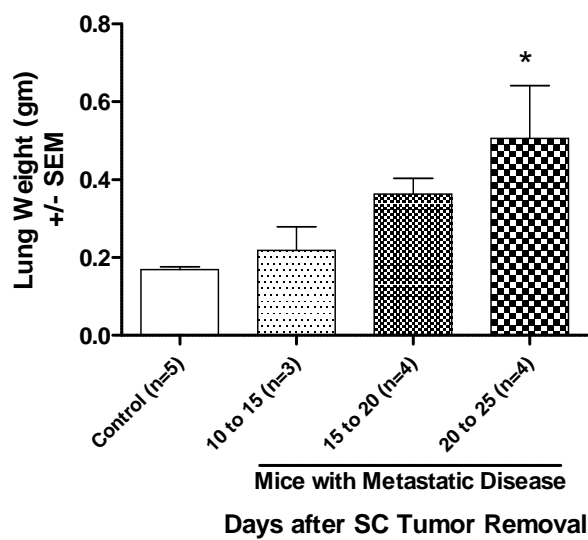 Lung Weight (gm)
+/- SEM
0.8
0.6
0.4
0.2
0.0
*
Control (n=5)
10 to 15 (n=3)
15 to 20 (n=4)
20 to 25 (n=4)
Mice with Metastatic Disease
Days after SC Tumor Removal